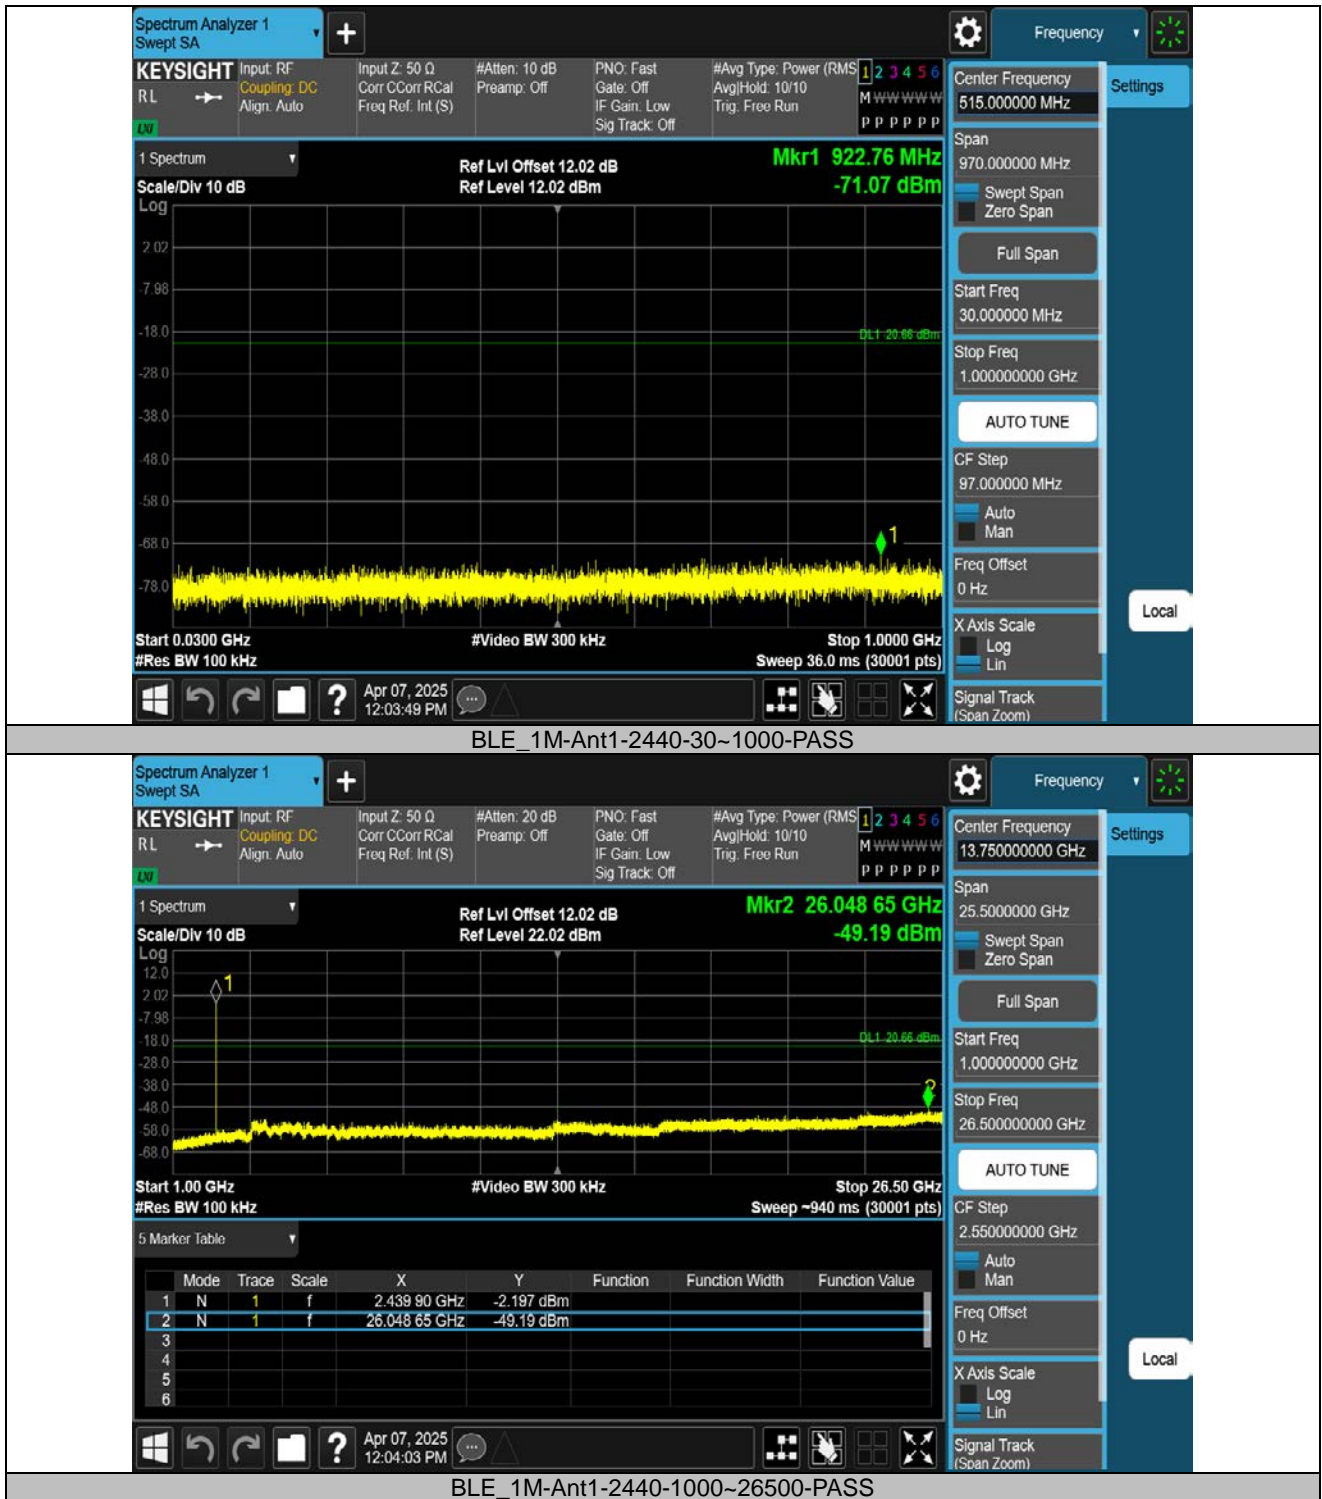 Spectrum Analyzer 1
Swept SA
+
Frequency
KEYSIGHT
RL
LXI
Input: RF
Coupling: DC
Align: Auto
Input Z: 50 Ω
Corr CCorr RCal
Freq Ref: Int (S)
#Atten: 10 dB
Preamp: Off
PNO: Fast
Gate: Off
IF Gain: Low
Sig Track: Off
#Avg Type: Power (RMS
Avg|Hold: 10/10
Trig: Free Run
1 2 3 4 5 6
M W W W W W
P P P P P P
Center Frequency
515.000000 MHz
Settings
Span
970.000000 MHz
Swept Span
Zero Span
Full Span
Start Freq
30.000000 MHz
Stop Freq
1.000000000 GHz
AUTO TUNE
CF Step
97.000000 MHz
Auto
Man
Freq Offset
0 Hz
X Axis Scale
Log
Lin
Signal Track
(Span Zoom)
Local
1 Spectrum
Scale/Div 10 dB
Log
Ref Lvl Offset 12.02 dB
Ref Level 12.02 dBm
Mkr1 922.76 MHz
-71.07 dBm
2.02
-7.98
-18.0
DL1 -20.66 dBm
-28.0
-38.0
-48.0
-58.0
-68.0
1
-78.0
Start 0.0300 GHz
#Res BW 100 kHz
#Video BW 300 kHz
Stop 1.0000 GHz
Sweep 36.0 ms (30001 pts)
?
Apr 07, 2025
12:03:49 PM
BLE_1M-Ant1-2440-30~1000-PASS
Spectrum Analyzer 1
Swept SA
+
Frequency
KEYSIGHT
RL
LXI
Input: RF
Coupling: DC
Align: Auto
Input Z: 50 Ω
Corr CCorr RCal
Freq Ref: Int (S)
#Atten: 20 dB
Preamp: Off
PNO: Fast
Gate: Off
IF Gain: Low
Sig Track: Off
#Avg Type: Power (RMS
Avg|Hold: 10/10
Trig: Free Run
1 2 3 4 5 6
M W W W W W
P P P P P P
Center Frequency
13.750000000 GHz
Settings
Span
25.5000000 GHz
Swept Span
Zero Span
Full Span
Start Freq
1.000000000 GHz
Stop Freq
26.500000000 GHz
AUTO TUNE
CF Step
2.550000000 GHz
Auto
Man
Freq Offset
0 Hz
X Axis Scale
Log
Lin
Signal Track
(Span Zoom)
Local
1 Spectrum
Scale/Div 10 dB
Log
Ref Lvl Offset 12.02 dB
Ref Level 22.02 dBm
Mkr2 26.048 65 GHz
-49.19 dBm
12.0
1
2.02
-7.98
-18.0
DL1 -20.66 dBm
-28.0
-38.0
2
-48.0
-58.0
-68.0
Start 1.00 GHz
#Res BW 100 kHz
#Video BW 300 kHz
Stop 26.50 GHz
Sweep ~940 ms (30001 pts)
5 Marker Table
Mode Trace Scale X Y Function Function Width Function Value
1 N 1 f 2.439 90 GHz -2.197 dBm
2 N 1 f 26.048 65 GHz -49.19 dBm
3
4
5
6
?
Apr 07, 2025
12:04:03 PM
BLE_1M-Ant1-2440-1000~26500-PASS